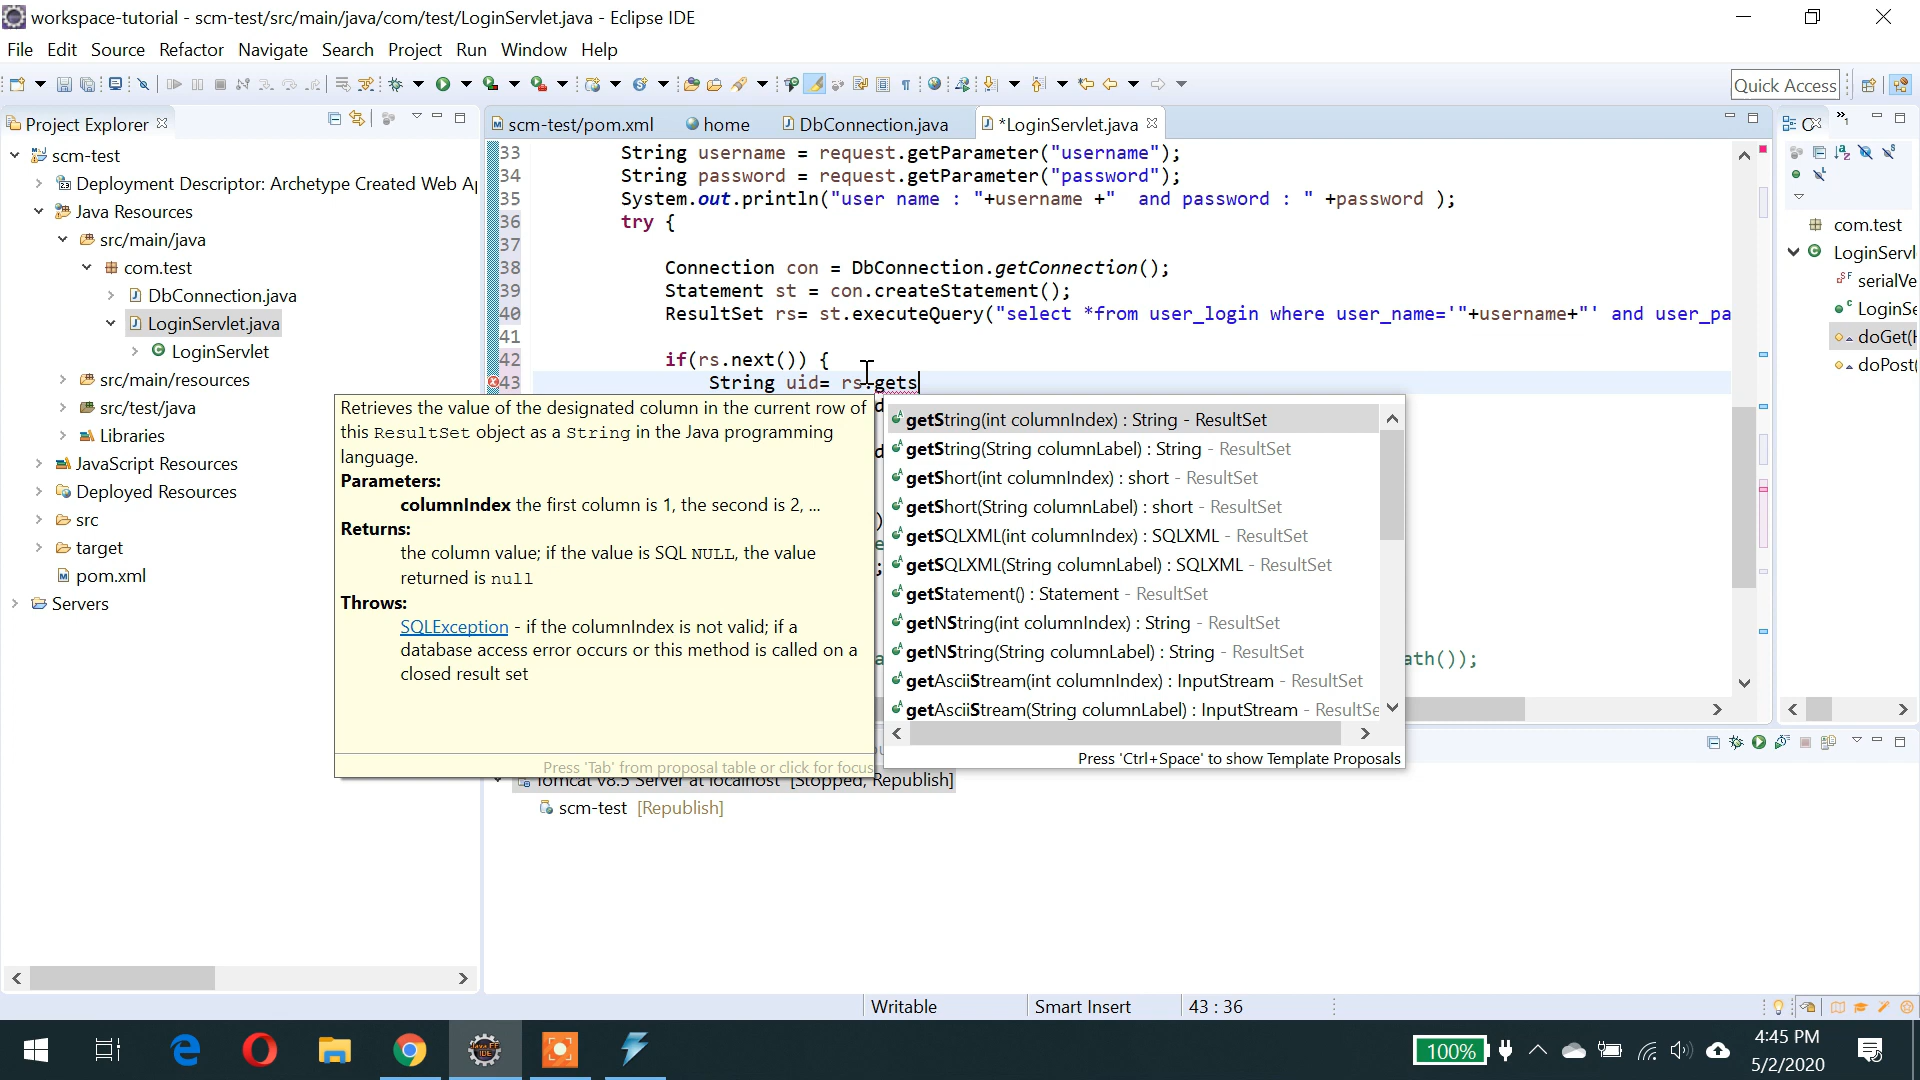 workspace-tutorial - scm-test/src/main/java/com/test/LoginServlet.java - Eclipse IDE
File Edit Source Refactor Navigate Search Project Run Window Help
Quick Access
Project Explorer
scm-test/pom.xml home DbConnection.java *LoginServlet.java
scm-test
Deployment Descriptor: Archetype Created Web A
Java Resources
src/main/java
com.test
DbConnection.java
LoginServlet.java
LoginServlet
src/main/resources
src/test/java
Libraries
JavaScript Resources
Deployed Resources
src
target
pom.xml
Servers
33 String username = request.getParameter("username");
34 String password = request.getParameter("password");
35 System.out.println("user name : "+username +" and password : " +password );
36 try {
37
38 Connection con = DbConnection.getConnection();
39 Statement st = con.createStatement();
40 ResultSet rs= st.executeQuery("select *from user_login where user_name='"+username+"' and user_pa
41
42 if(rs.next()) {
43 String uid= rs.gets
ath());
Retrieves the value of the designated column in the current row of
this ResultSet object as a String in the Java programming
language.
Parameters:
columnIndex the first column is 1, the second is 2, ...
Returns:
the column value; if the value is SQL NULL, the value
returned is null
Throws:
SQLException - if the columnIndex is not valid; if a
database access error occurs or this method is called on a
closed result set
Press 'Tab' from proposal table or click for focus
getString(int columnIndex) : String - ResultSet
getString(String columnLabel) : String - ResultSet
getShort(int columnIndex) : short - ResultSet
getShort(String columnLabel) : short - ResultSet
getSQLXML(int columnIndex) : SQLXML - ResultSet
getSQLXML(String columnLabel) : SQLXML - ResultSet
getStatement() : Statement - ResultSet
getNString(int columnIndex) : String - ResultSet
getNString(String columnLabel) : String - ResultSet
getAsciiStream(int columnIndex) : InputStream - ResultSet
getAsciiStream(String columnLabel) : InputStream - ResultSe
Press 'Ctrl+Space' to show Template Proposals
com.test
LoginServl
serialVe
LoginSe
doGet(H
doPost(
Tomcat v8.5 Server at localhost [Stopped, Republish]
scm-test [Republish]
Writable Smart Insert 43 : 36
100%
4:45 PM
5/2/2020